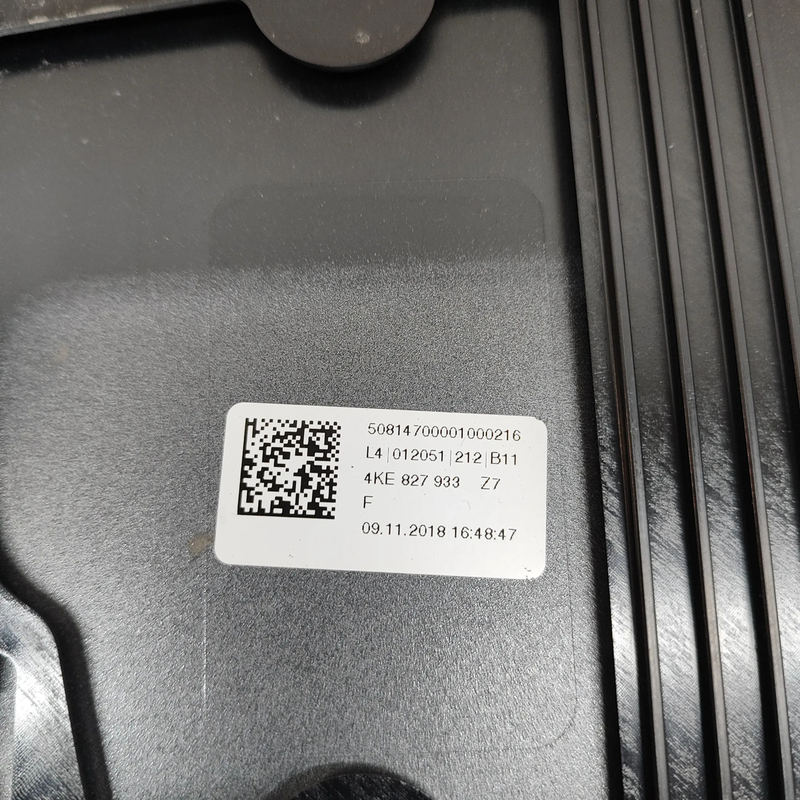 50814700001000216
L4|012051|212|B11
4KE 827 933 Z7
F
09.11.2018 16:48:47